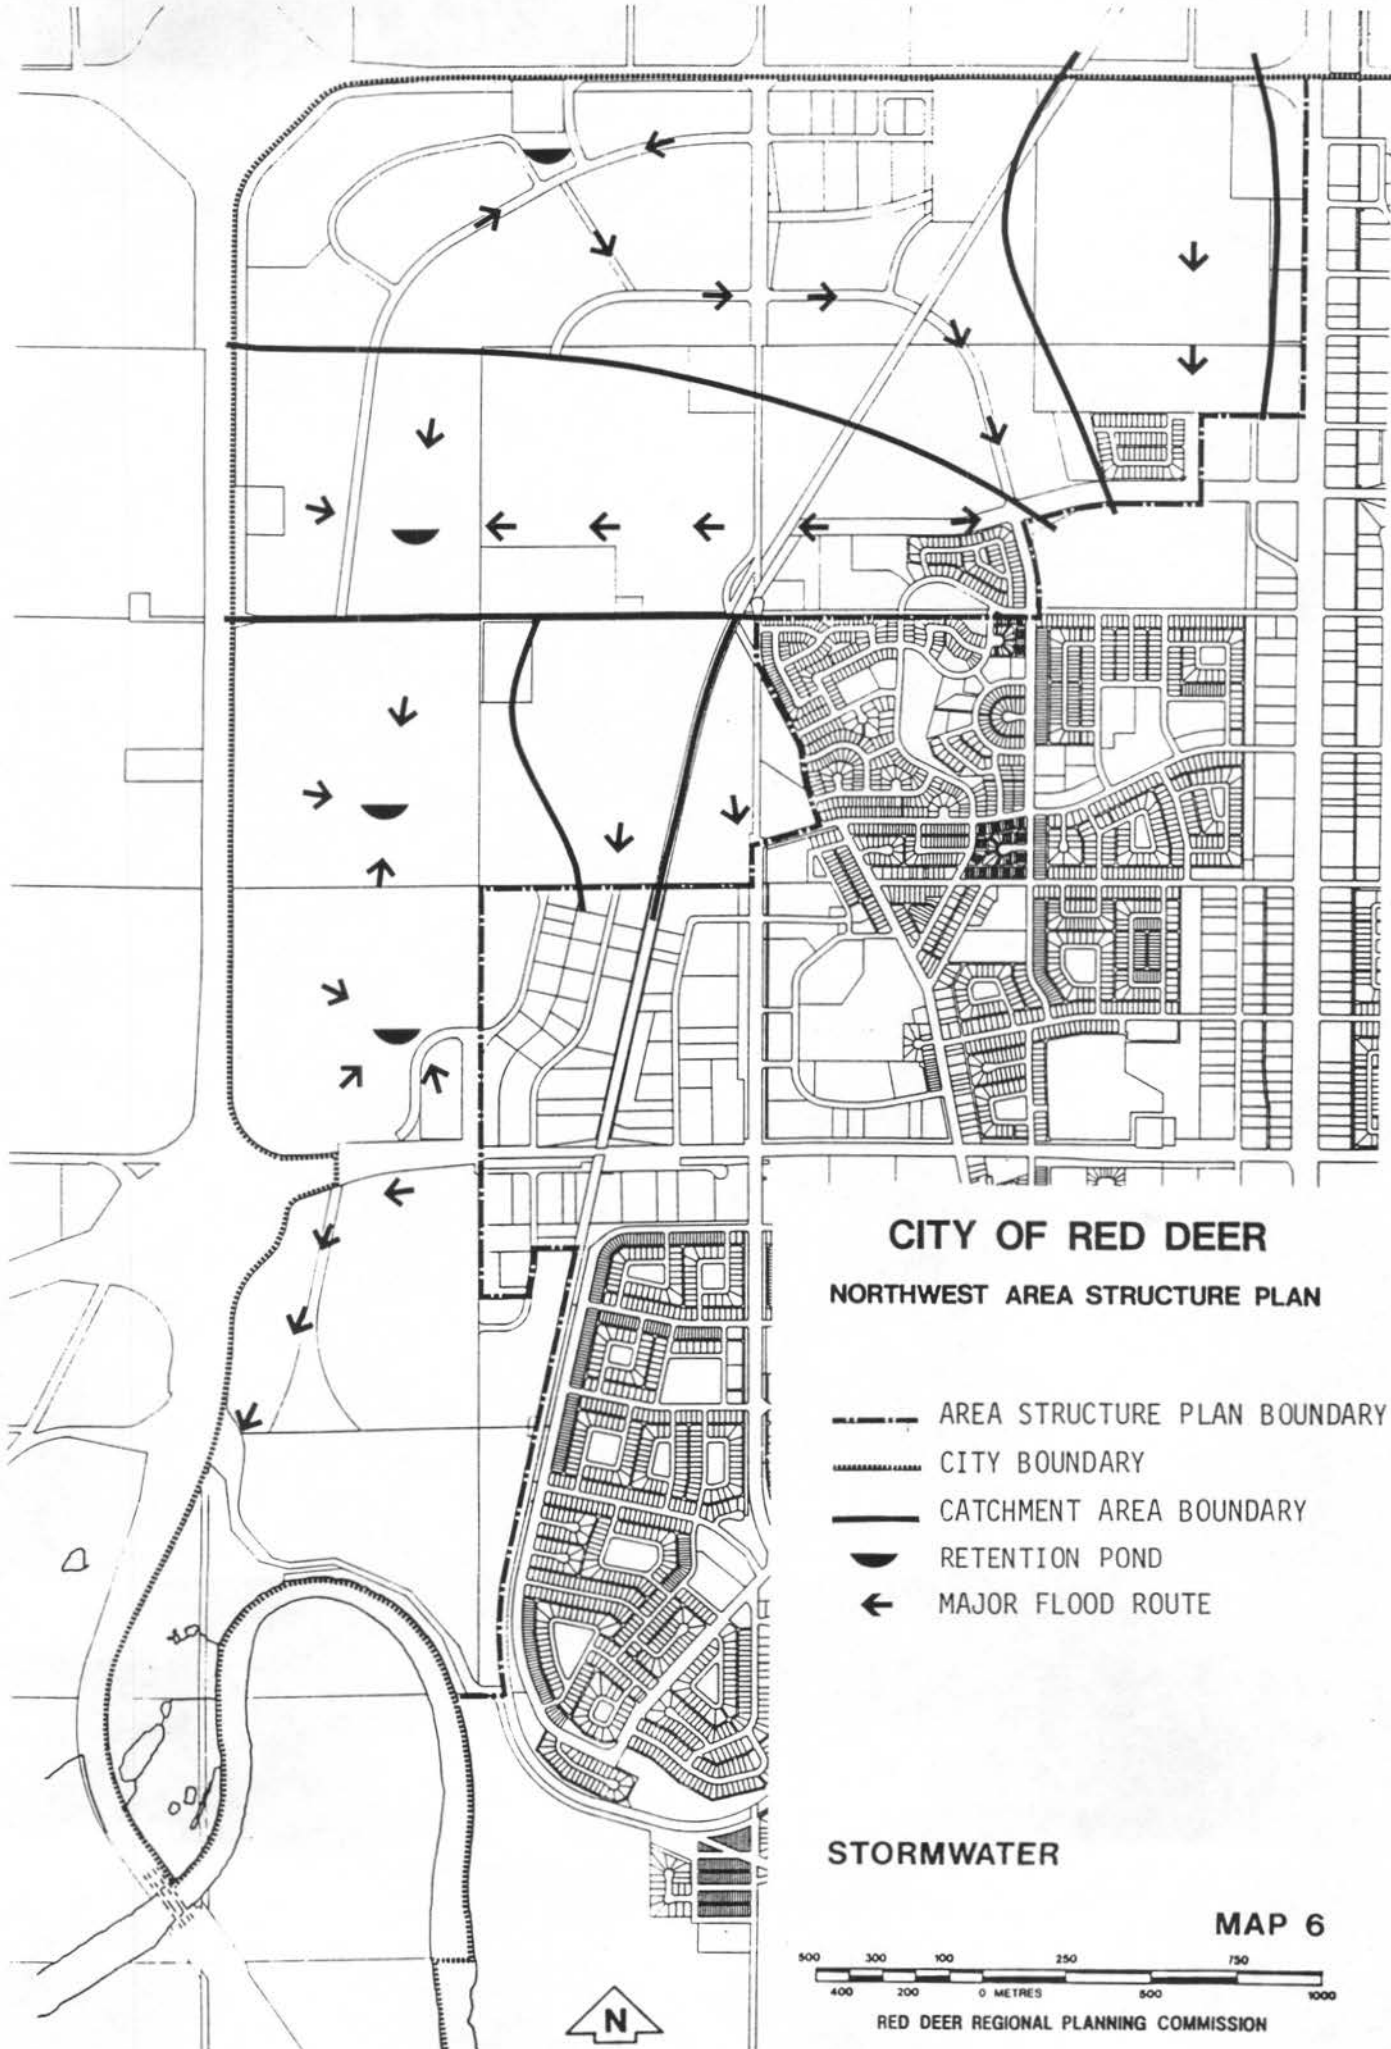 CITY OF RED DEER
NORTHWEST AREA STRUCTURE PLAN
AREA STRUCTURE PLAN BOUNDARY
CITY BOUNDARY
CATCHMENT AREA BOUNDARY
RETENTION POND
MAJOR FLOOD ROUTE
STORMWATER
MAP 6
500 300 100 250 750
400 200 0 METRES 500 1000
RED DEER REGIONAL PLANNING COMMISSION
N